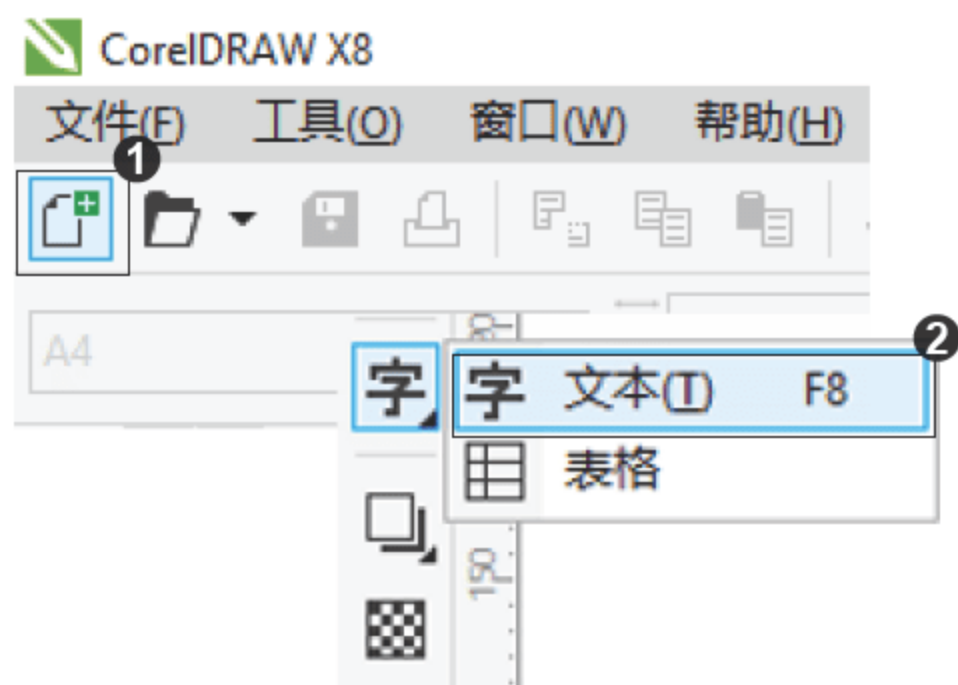 CorelDRAW X8
文件(F) 工具(O) 窗口(W) 帮助(H)
1
A4
2
字 字 文本(T) F8
表格
150